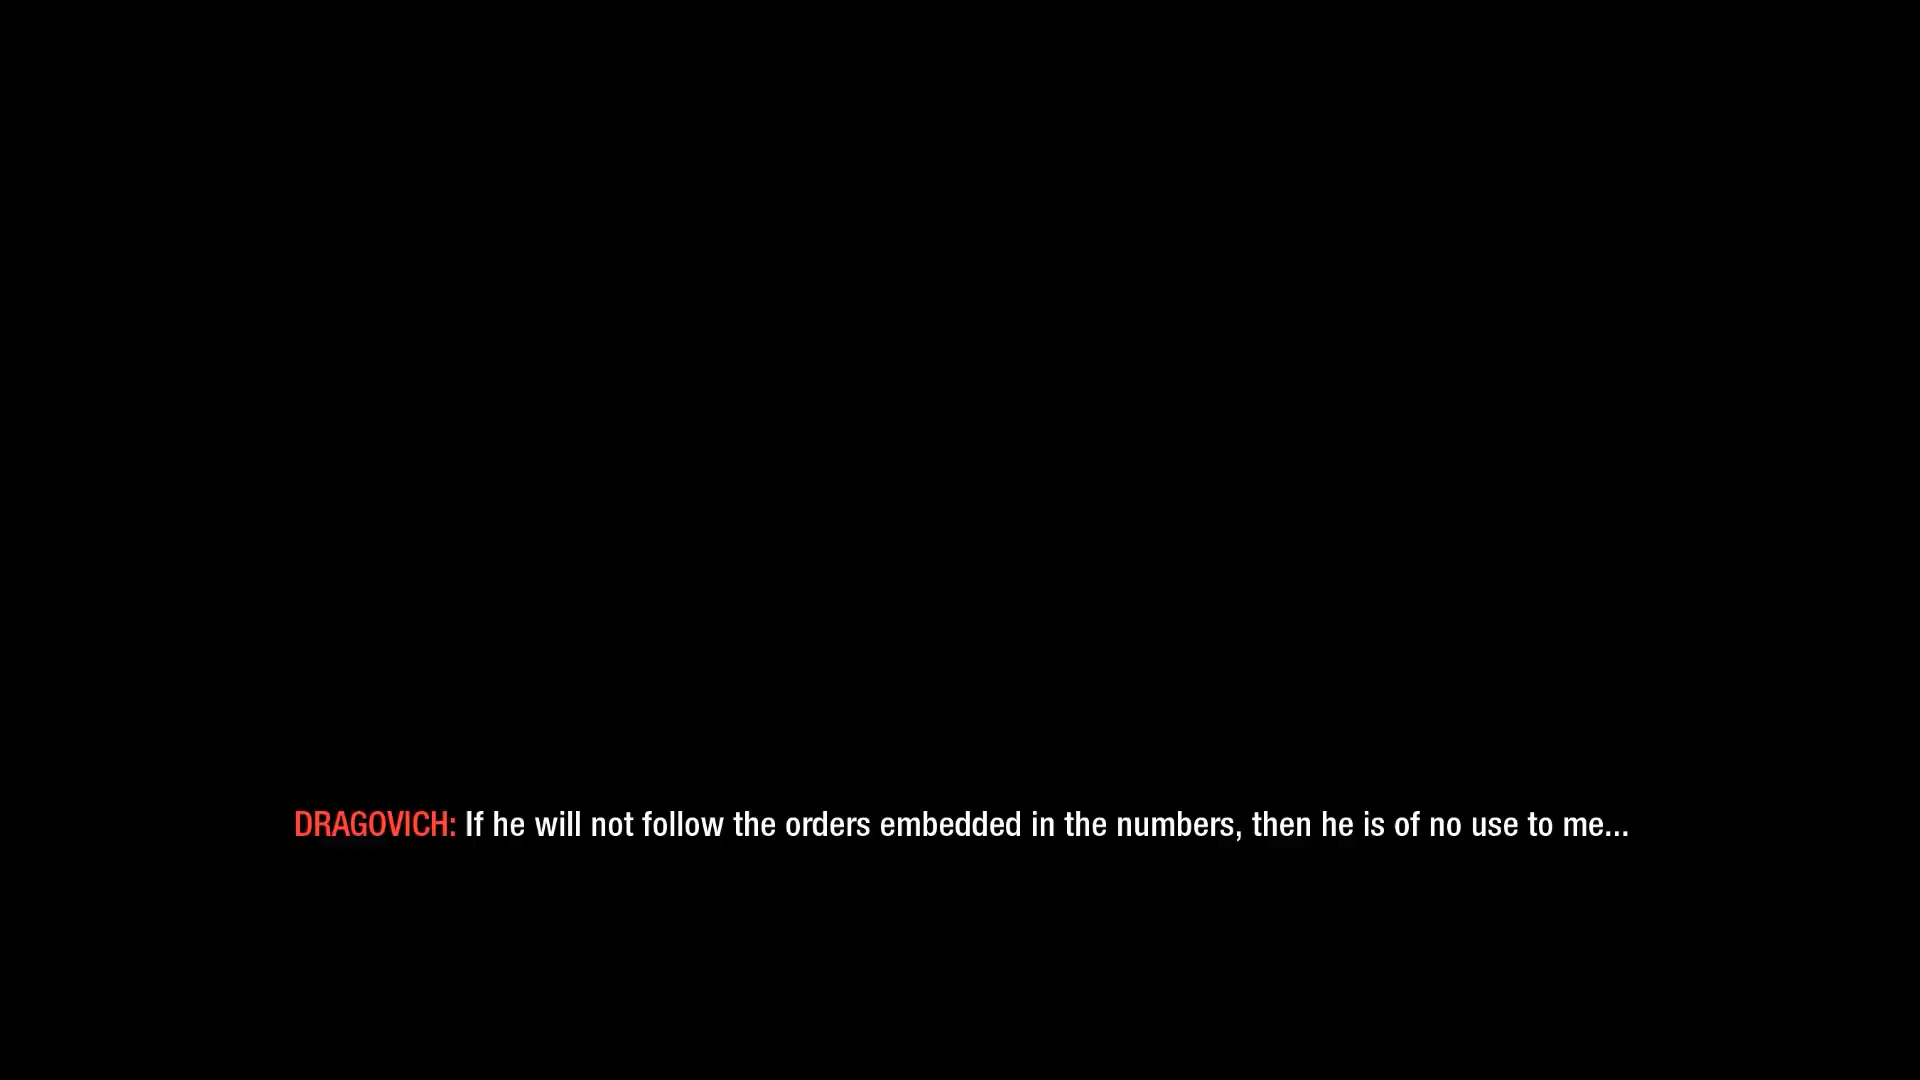 DRAGOVICH: If he will not follow the orders embedded in the numbers, then he is of no use to me...